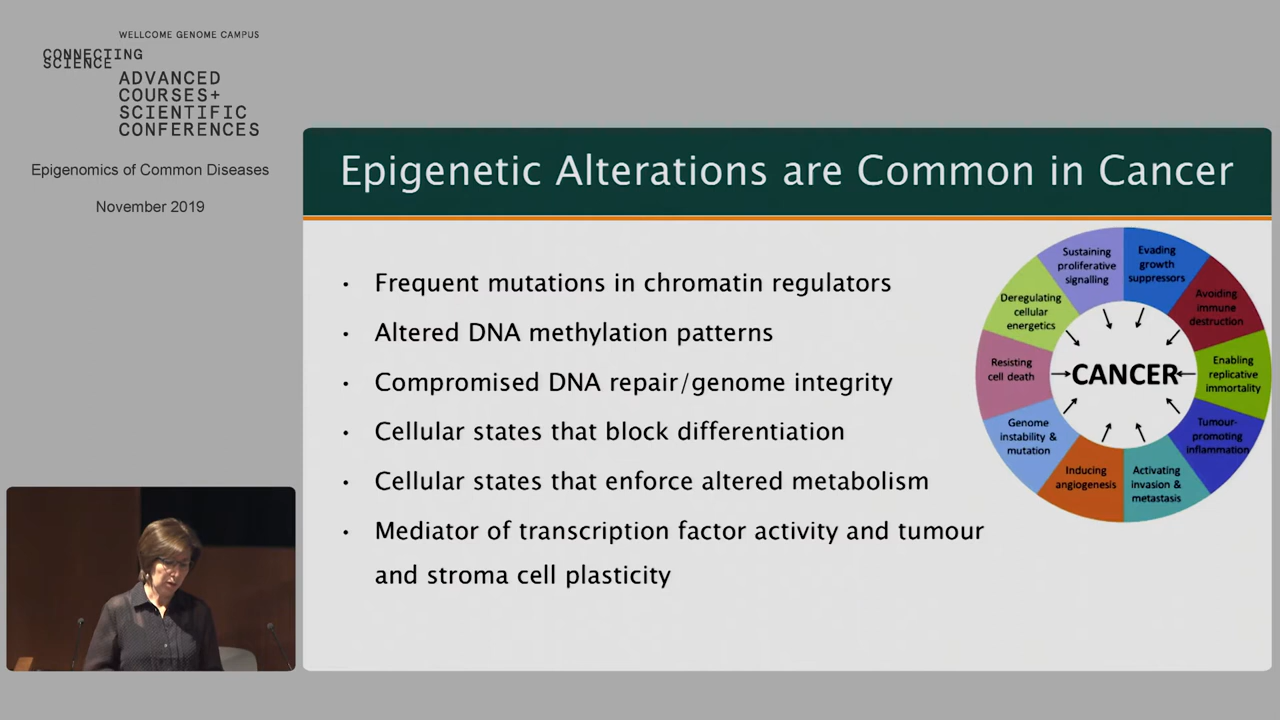 WELLCOME GENOME CAMPUS
CONNECTING
SCIENCE
ADVANCED
COURSES+
SCIENTIFIC
CONFERENCES
Epigenomics of Common Diseases
November 2019
Epigenetic Alterations are Common in Cancer
• Frequent mutations in chromatin regulators
• Altered DNA methylation patterns
• Compromised DNA repair/genome integrity
• Cellular states that block differentiation
• Cellular states that enforce altered metabolism
• Mediator of transcription factor activity and tumour
and stroma cell plasticity
Sustaining
proliferative
signalling
Evading
growth
suppressors
Avoiding
immune
destruction
Enabling
replicative
immortality
Tumour-
promoting
inflammation
Activating
invasion &
metastasis
Inducing
angiogenesis
Genome
instability &
mutation
Resisting
cell death
Deregulating
cellular
energetics
CANCER